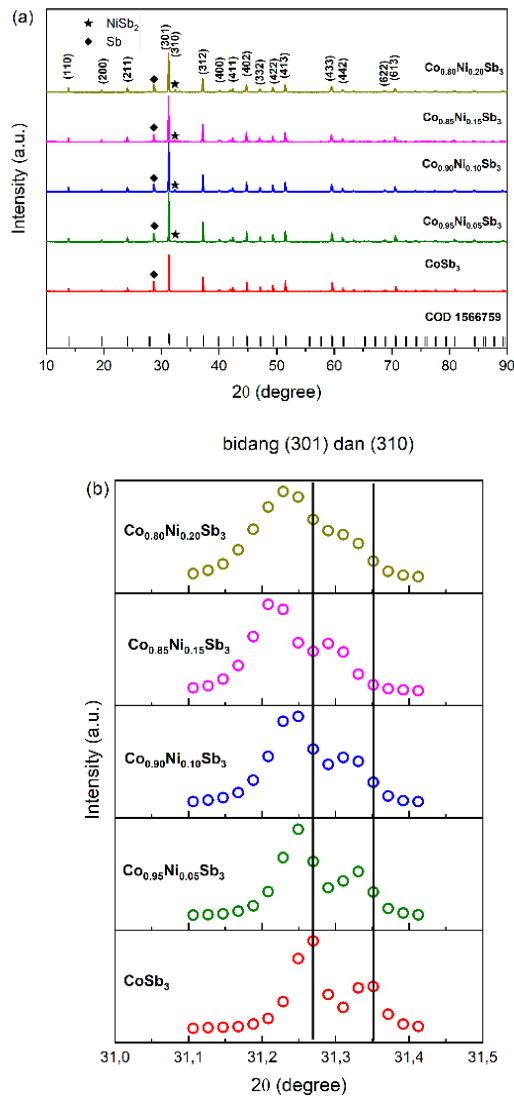 (a)
★ NiSb₂
◆ Sb
(110)
(200)
(211)
(301)
(310)
(312)
(400)
(411)
(402)
(332)
(422)
(413)
(433)
(442)
(622)
(613)
Co₀.₈₀Ni₀.₂₀Sb₃
Co₀.₈₅Ni₀.₁₅Sb₃
Co₀.₉₀Ni₀.₁₀Sb₃
Co₀.₉₅Ni₀.₀₅Sb₃
CoSb₃
COD 1566759
Intensity (a.u.)
10 20 30 40 50 60 70 80 90
2θ (degree)
bidang (301) dan (310)
(b)
Co₀.₈₀Ni₀.₂₀Sb₃
Co₀.₈₅Ni₀.₁₅Sb₃
Co₀.₉₀Ni₀.₁₀Sb₃
Co₀.₉₅Ni₀.₀₅Sb₃
CoSb₃
Intensity (a.u.)
31,0 31,1 31,2 31,3 31,4 31,5
2θ (degree)